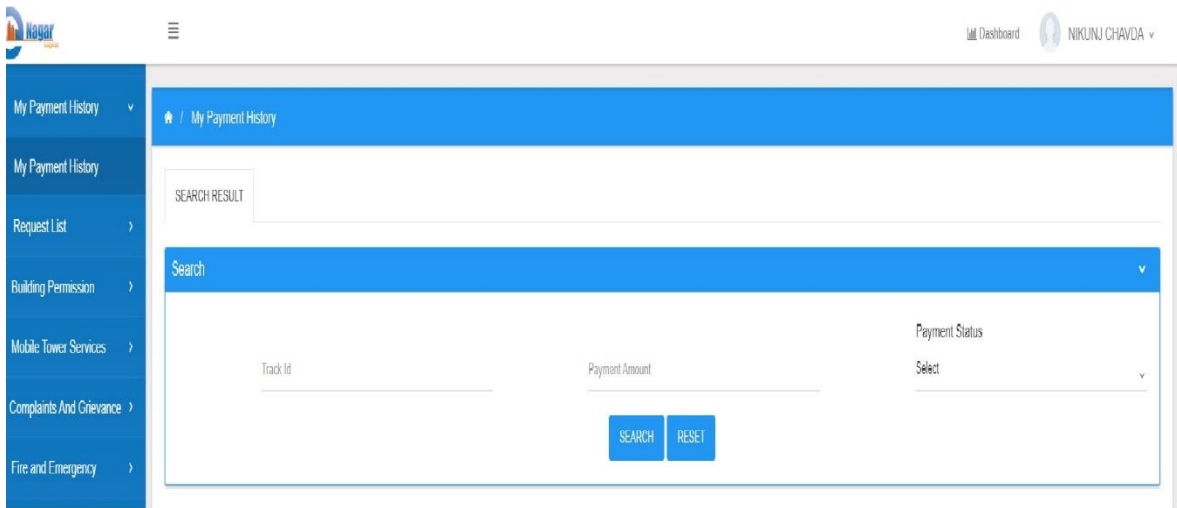 Nagar
Dashboard
NIKUNJ CHAVDA
My Payment History
My Payment History
Request List
Building Permission
Mobile Tower Services
Complaints And Grievance
Fire and Emergency
/ My Payment History
SEARCH RESULT
Search
Track Id
Payment Amount
Payment Status
Select
SEARCH
RESET